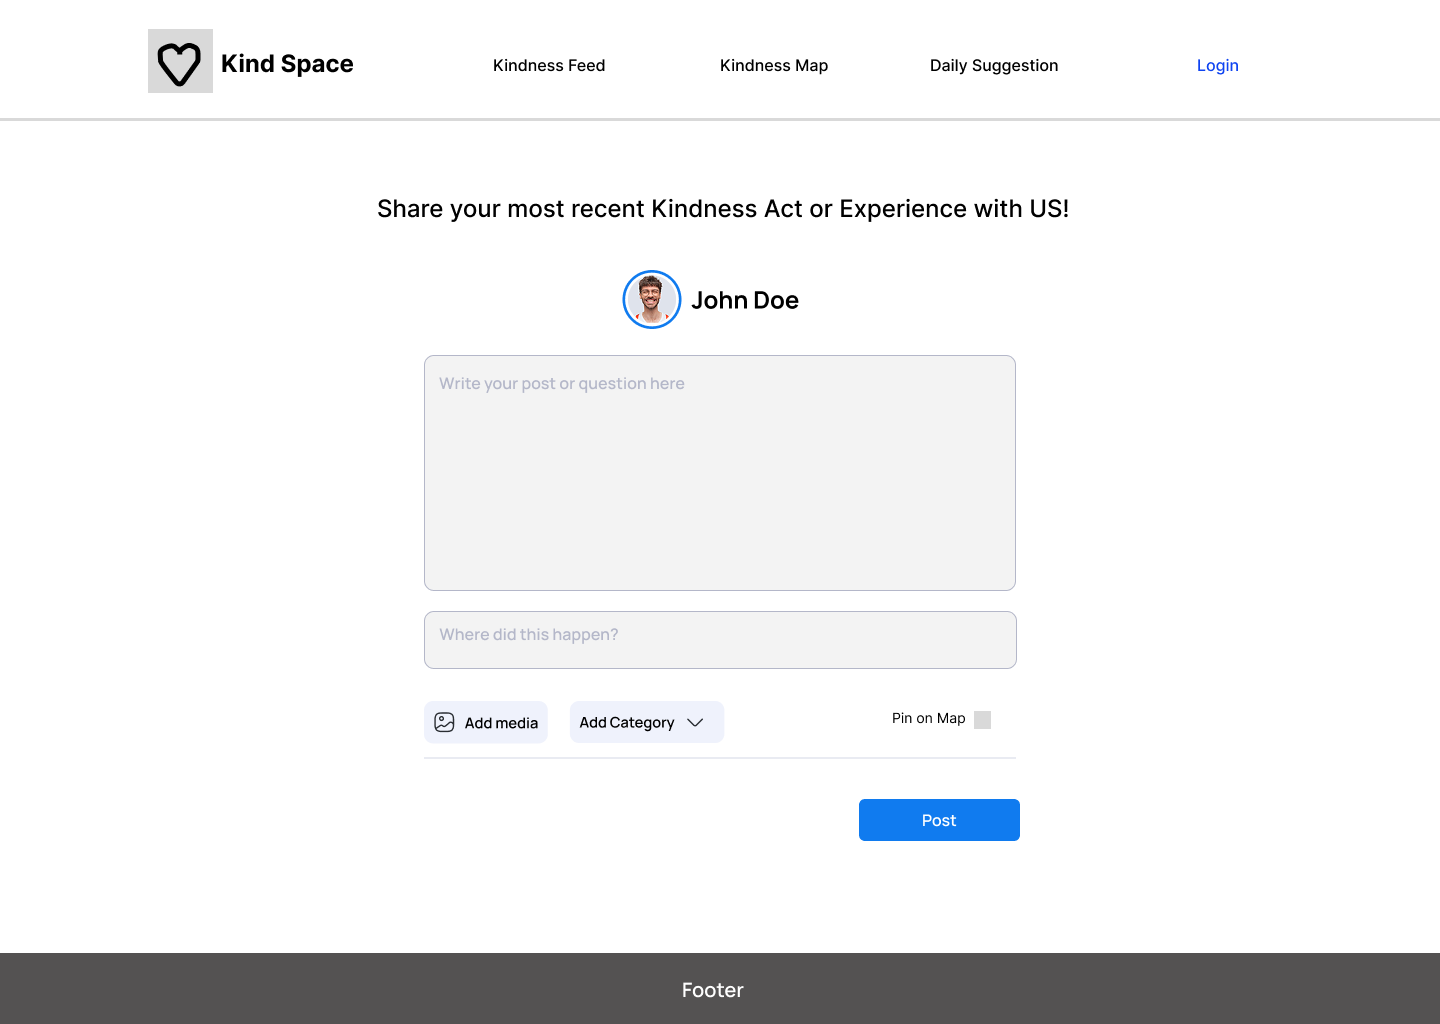 Kind Space
Kindness Feed
Kindness Map
Daily Suggestion
Login
Share your most recent Kindness Act or Experience with US!
John Doe
Write your post or question here
Where did this happen?
Add media
Add Category
Pin on Map
Post
Footer